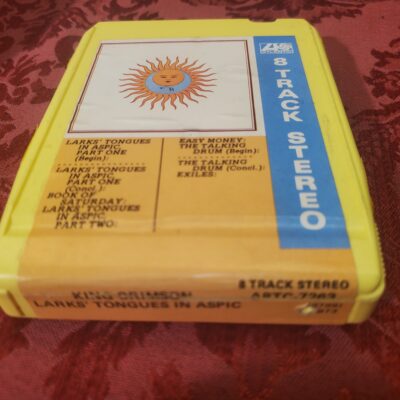 8 TRACK STEREO
LARKS' TONGUES
IN ASPIC,
PART ONE
(Begin):
LARKS' TONGUES
IN ASPIC,
PART ONE
(Concl.):
BOOK OF
SATURDAY:
LARKS' TONGUES
IN ASPIC,
PART TWO:
EASY MONEY:
THE TALKING
DRUM (Begin):
THE TALKING
DRUM (Concl.):
EXILES:
8 TRACK STEREO
KING CRIMSON
LARKS' TONGUES IN ASPIC